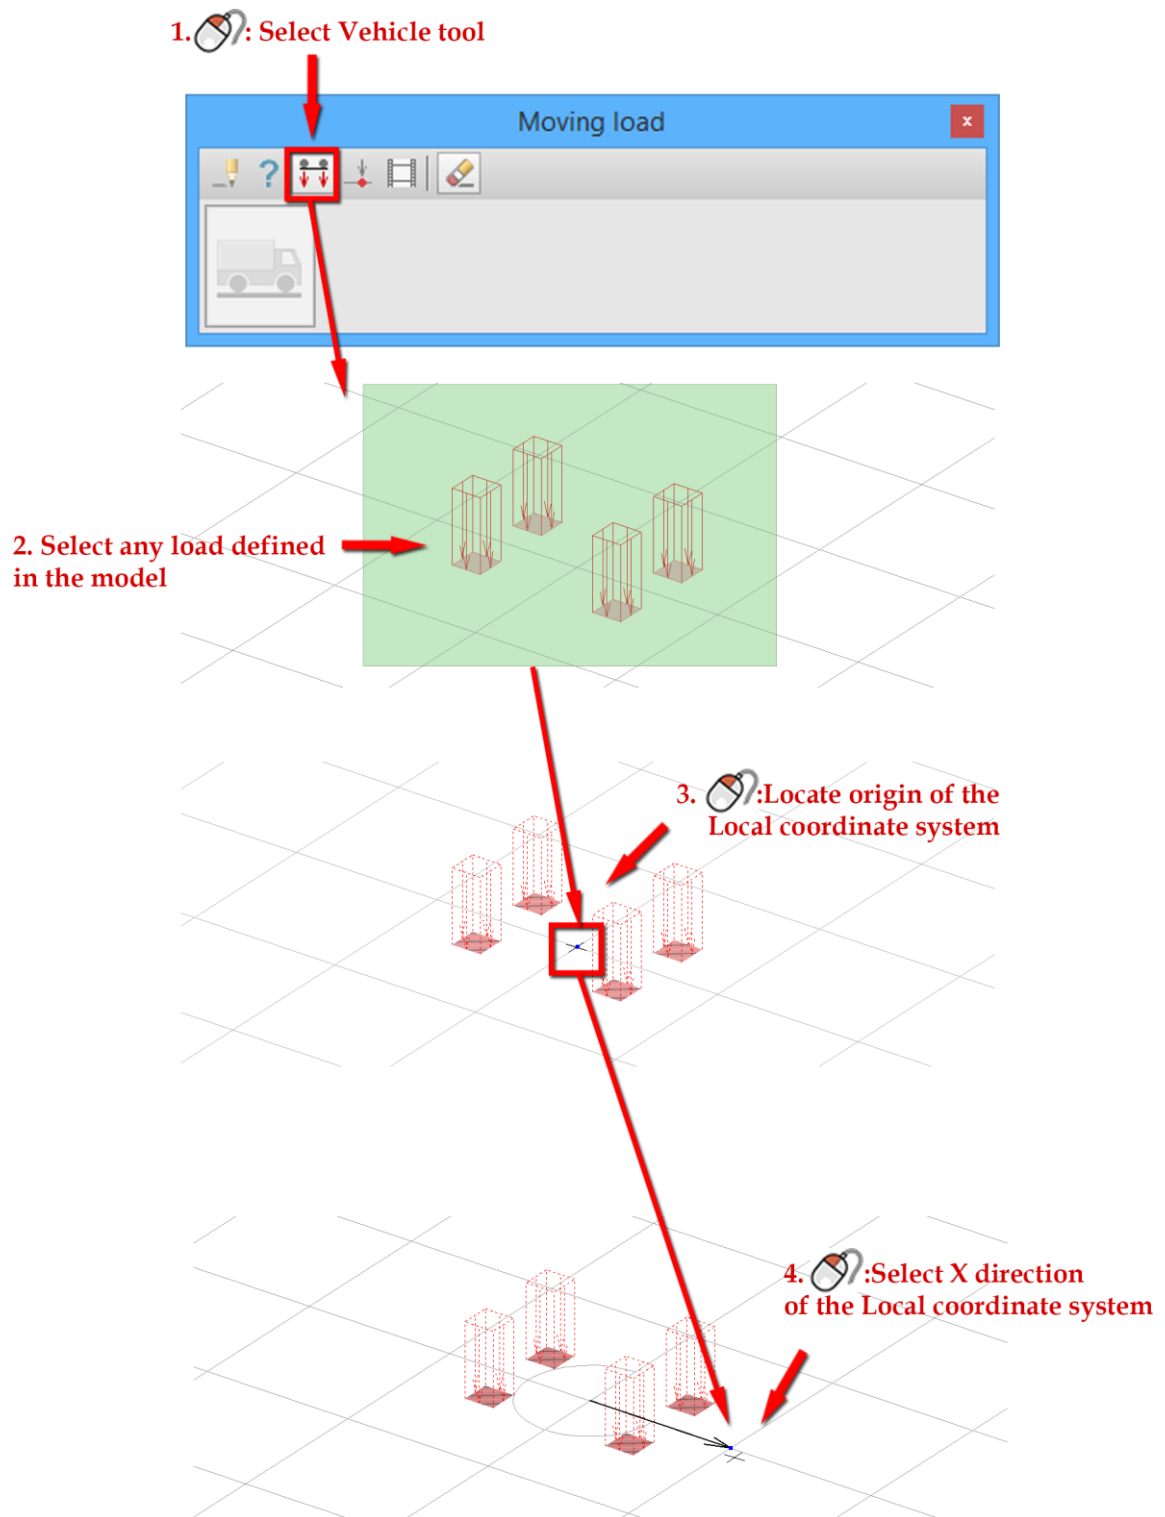 1. : Select Vehicle tool
Moving load
x
?
2. Select any load defined
in the model
3. :Locate origin of the
Local coordinate system
4. :Select X direction
of the Local coordinate system